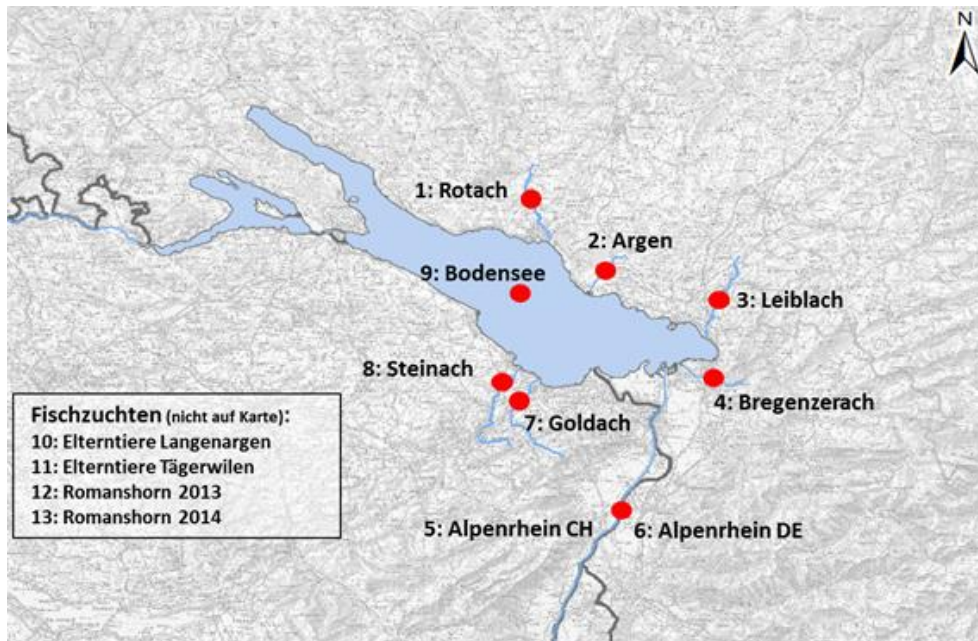 N
1: Rotach
2: Argen
9: Bodensee
3: Leiblach
8: Steinach
4: Bregenzerach
7: Goldach
5: Alpenrhein CH
6: Alpenrhein DE
Fischzuchten (nicht auf Karte):
10: Elterntiere Langenargen
11: Elterntiere Tägerwilen
12: Romanshorn 2013
13: Romanshorn 2014